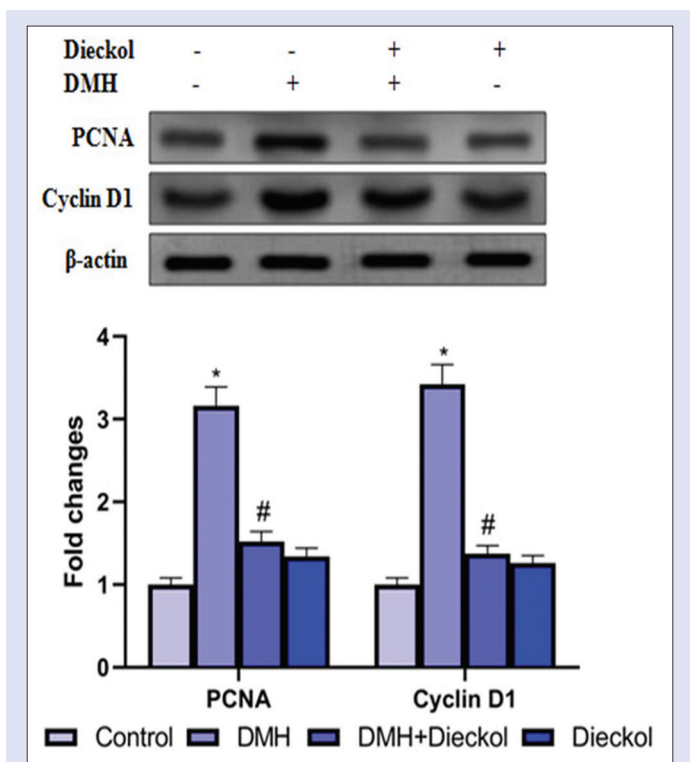 Dieckol - - + +
DMH - + + -
PCNA
Cyclin D1
β-actin
4
3
2
1
0
Fold changes
* # * #
PCNA Cyclin D1
Control DMH DMH+Dieckol Dieckol